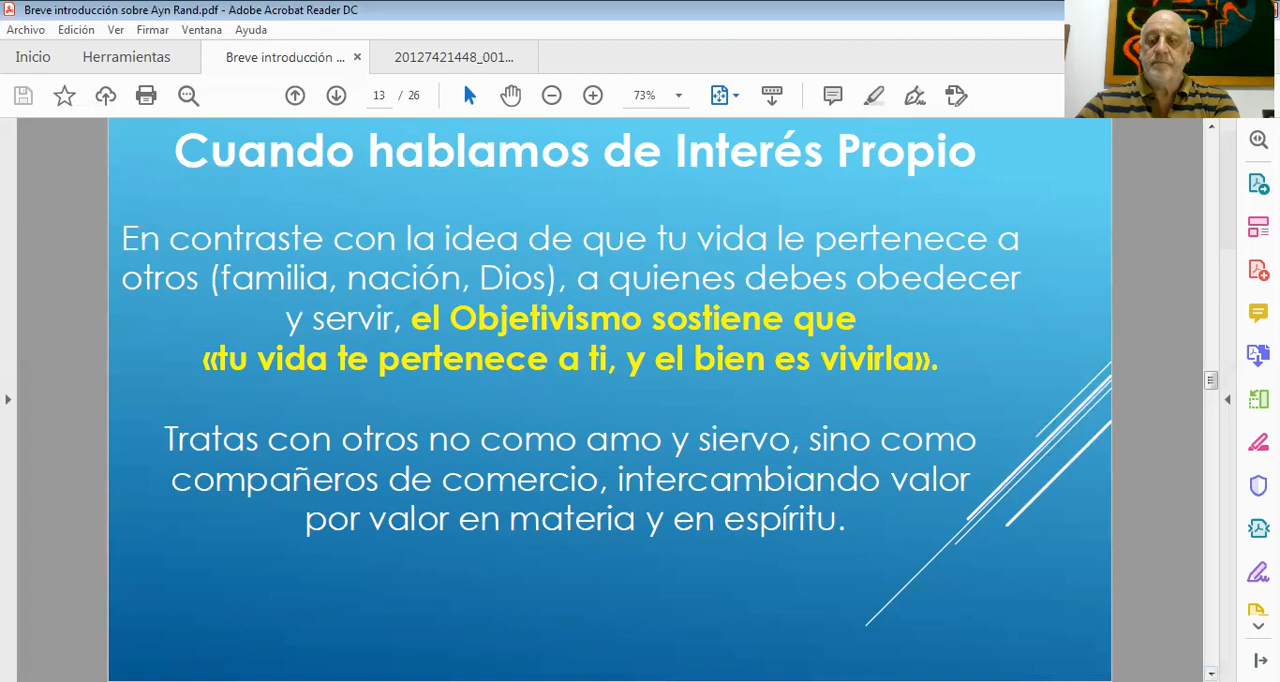 Breve introducción sobre Ayn Rand.pdf - Adobe Acrobat Reader DC
Archivo Edición Ver Firmar Ventana Ayuda
Inicio Herramientas Breve introducción ... × 20127421448_001...
13 / 26 73%
Cuando hablamos de Interés Propio
En contraste con la idea de que tu vida le pertenece a
otros (familia, nación, Dios), a quienes debes obedecer
y servir, el Objetivismo sostiene que
«tu vida te pertenece a ti, y el bien es vivirla».
Tratas con otros no como amo y siervo, sino como
compañeros de comercio, intercambiando valor
por valor en materia y en espíritu.